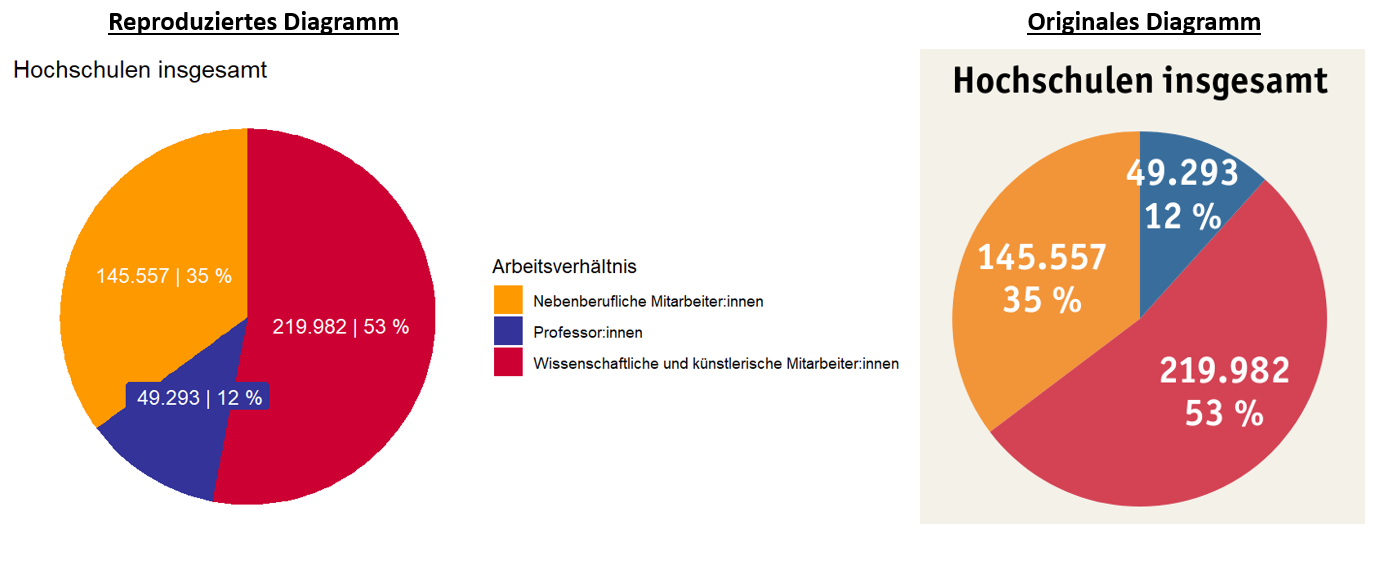 Reproduziertes Diagramm
Hochschulen insgesamt
145.557 | 35 %
219.982 | 53 %
49.293 | 12 %
Arbeitsverhältnis
Nebenberufliche Mitarbeiter:innen
Professor:innen
Wissenschaftliche und künstlerische Mitarbeiter:innen
Originales Diagramm
Hochschulen insgesamt
49.293
12 %
145.557
35 %
219.982
53 %